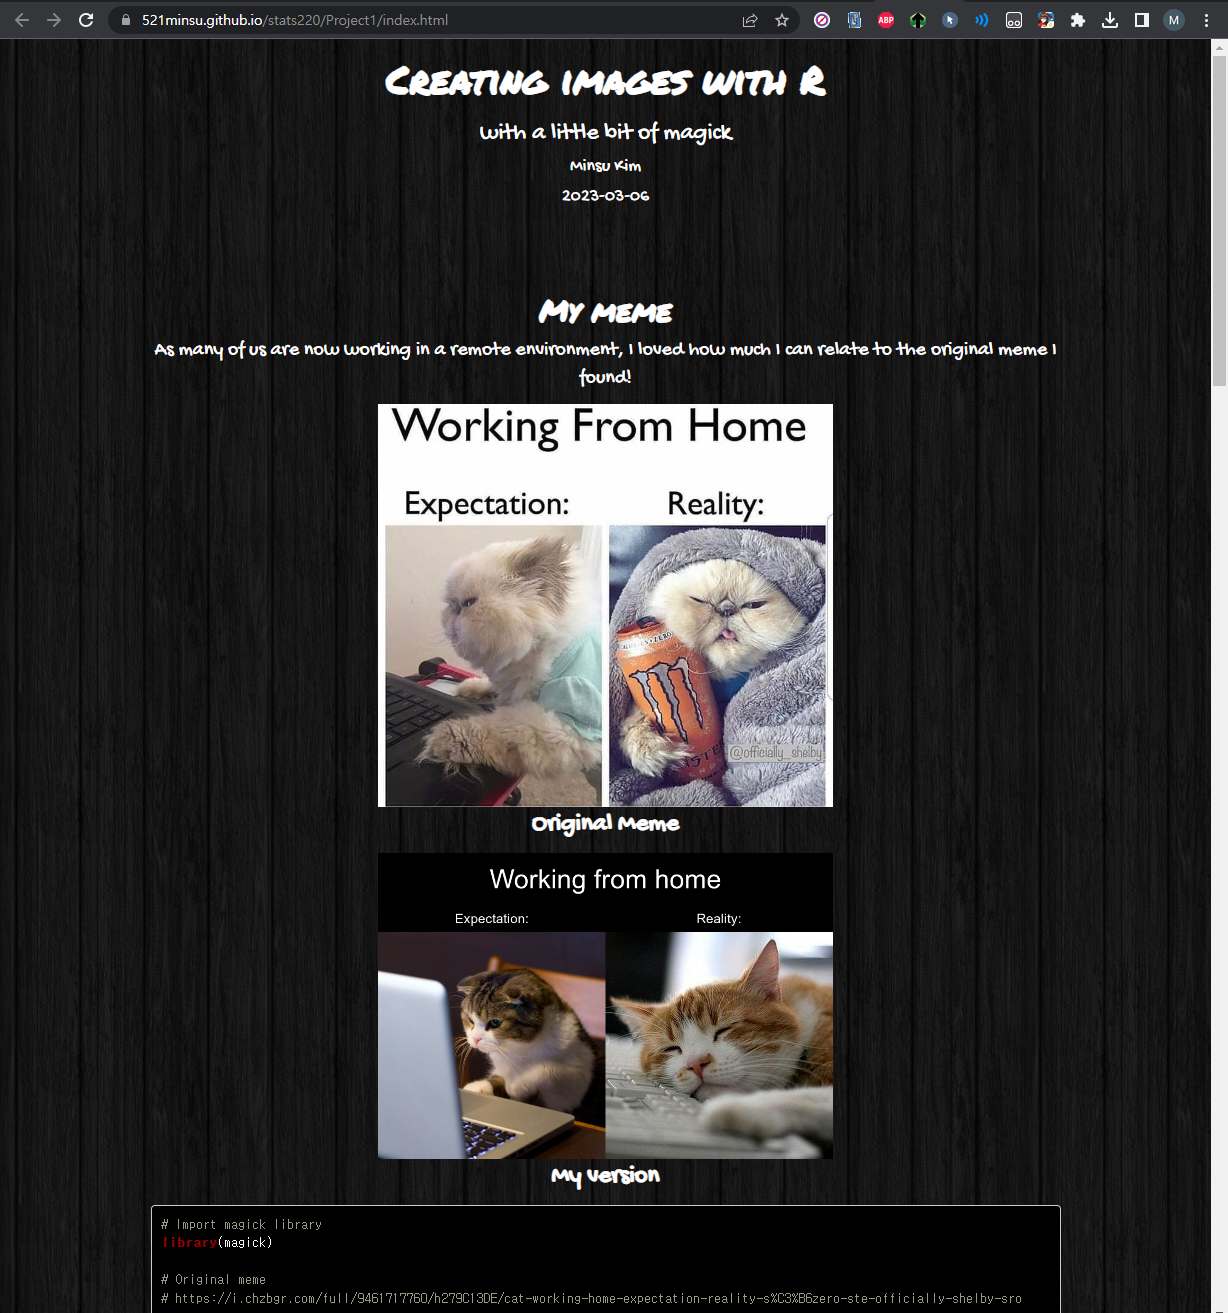 521minsu.github.io/stats220/Project1/index.html
ABP
M
Creating images with R
With a little bit of magick
Minsu Kim
2023-03-06
My meme
As many of us are now working in a remote environment, I loved how much I can relate to the original meme I
found!
Working From Home
Expectation: Reality:
ZERO
@officially_shelby
Original Meme
Working from home
Expectation: Reality:
My version
# Import magick library
library(magick)
# Original meme
# https://i.chzbgr.com/full/9461717760/h279C13DE/cat-working-home-expectation-reality-s%C3%B6zero-ste-officially-shelby-sro